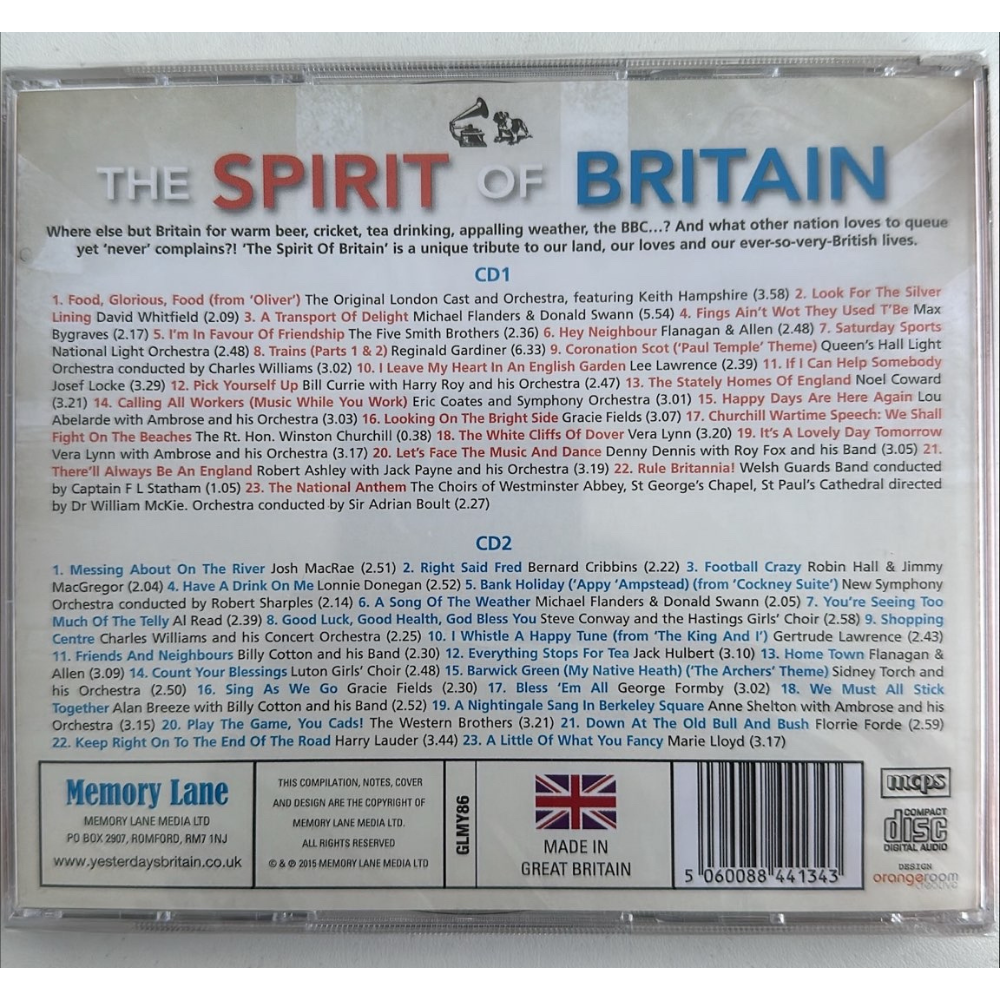 THE SPIRIT OF BRITAIN
Where else but Britain for warm beer, cricket, tea drinking, appalling weather, the BBC...? And what other nation loves to queue
yet ‘never’ complains?! ‘The Spirit Of Britain’ is a unique tribute to our land, our loves and our ever-so-very-British lives.
CD1
1. Food, Glorious, Food (from ‘Oliver’) The Original London Cast and Orchestra, featuring Keith Hampshire (3.58) 2. Look For The Silver
Lining David Whitfield (2.09) 3. A Transport Of Delight Michael Flanders & Donald Swann (5.54) 4. Fings Ain’t Wot They Used T’Be Max
Bygraves (2.17) 5. I’m In Favour Of Friendship The Five Smith Brothers (2.36) 6. Hey Neighbour Flanagan & Allen (2.48) 7. Saturday Sports
National Light Orchestra (2.48) 8. Trains (Parts 1 & 2) Reginald Gardiner (6.33) 9. Coronation Scot (‘Paul Temple’ Theme) Queen’s Hall Light
Orchestra conducted by Charles Williams (3.02) 10. I Leave My Heart In An English Garden Lee Lawrence (2.39) 11. If I Can Help Somebody
Josef Locke (3.29) 12. Pick Yourself Up Bill Currie with Harry Roy and his Orchestra (2.47) 13. The Stately Homes Of England Noel Coward
(3.21) 14. Calling All Workers (Music While You Work) Eric Coates and Symphony Orchestra (3.01) 15. Happy Days Are Here Again Lou
Abelarde with Ambrose and his Orchestra (3.03) 16. Looking On The Bright Side Gracie Fields (3.07) 17. Churchill Wartime Speech: We Shall
Fight On The Beaches The Rt. Hon. Winston Churchill (0.38) 18. The White Cliffs Of Dover Vera Lynn (3.20) 19. It’s A Lovely Day Tomorrow
Vera Lynn with Ambrose and his Orchestra (3.17) 20. Let’s Face The Music And Dance Denny Dennis with Roy Fox and his Band (3.05) 21.
There’ll Always Be An England Robert Ashley with Jack Payne and his Orchestra (3.19) 22. Rule Britannia! Welsh Guards Band conducted
by Captain F L Statham (1.05) 23. The National Anthem The Choirs of Westminster Abbey, St George’s Chapel, St Paul’s Cathedral directed
by Dr William McKie. Orchestra conducted by Sir Adrian Boult (2.27)
CD2
1. Messing About On The River Josh MacRae (2.51) 2. Right Said Fred Bernard Cribbins (2.22) 3. Football Crazy Robin Hall & Jimmy
MacGregor (2.04) 4. Have A Drink On Me Lonnie Donegan (2.52) 5. Bank Holiday (‘Appy ‘Ampstead) (from ‘Cockney Suite’) New Symphony
Orchestra conducted by Robert Sharples (2.14) 6. A Song Of The Weather Michael Flanders & Donald Swann (2.05) 7. You’re Seeing Too
Much Of The Telly Al Read (2.39) 8. Good Luck, Good Health, God Bless You Steve Conway and the Hastings Girls’ Choir (2.58) 9. Shopping
Centre Charles Williams and his Concert Orchestra (2.25) 10. I Whistle A Happy Tune (from ‘The King And I’) Gertrude Lawrence (2.43)
11. Friends And Neighbours Billy Cotton and his Band (2.30) 12. Everything Stops For Tea Jack Hulbert (3.10) 13. Home Town Flanagan &
Allen (3.09) 14. Count Your Blessings Luton Girls’ Choir (2.48) 15. Barwick Green (My Native Heath) (‘The Archers’ Theme) Sidney Torch and
his Orchestra (2.50) 16. Sing As We Go Gracie Fields (2.30) 17. Bless ‘Em All George Formby (3.02) 18. We Must All Stick
Together Alan Breeze with Billy Cotton and his Band (2.52) 19. A Nightingale Sang In Berkeley Square Anne Shelton with Ambrose and his
Orchestra (3.15) 20. Play The Game, You Cads! The Western Brothers (3.21) 21. Down At The Old Bull And Bush Florrie Forde (2.59)
22. Keep Right On To The End Of The Road Harry Lauder (3.44) 23. A Little Of What You Fancy Marie Lloyd (3.17)
Memory Lane
MEMORY LANE MEDIA LTD
PO BOX 2907, ROMFORD, RM7 1NJ
www.yesterdaysbritain.co.uk
THIS COMPILATION, NOTES, COVER
AND DESIGN ARE THE COPYRIGHT OF
MEMORY LANE MEDIA LTD.
ALL RIGHTS RESERVED
© & ℗ 2015 MEMORY LANE MEDIA LTD
GLMY86
MADE IN
GREAT BRITAIN
5 060088 441343
mcps
COMPACT
disc
DIGITAL AUDIO
DESIGN
orangeroom
creative